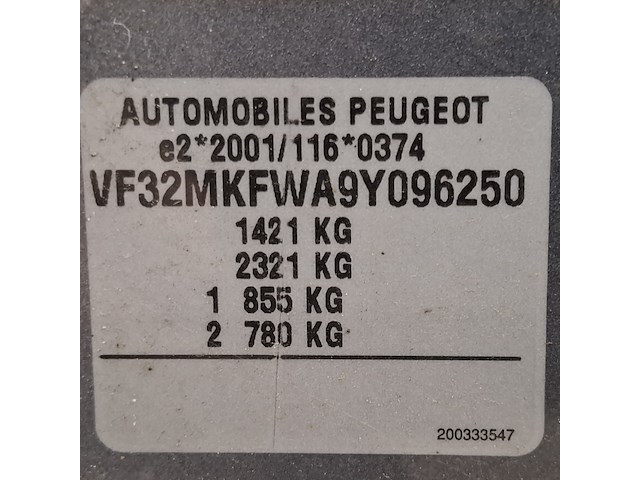 AUTOMOBILES PEUGEOT
e2*2001/116*0374
VF32MKFWA9Y096250
1421 KG
2321 KG
1 855 KG
2 780 KG
200333547